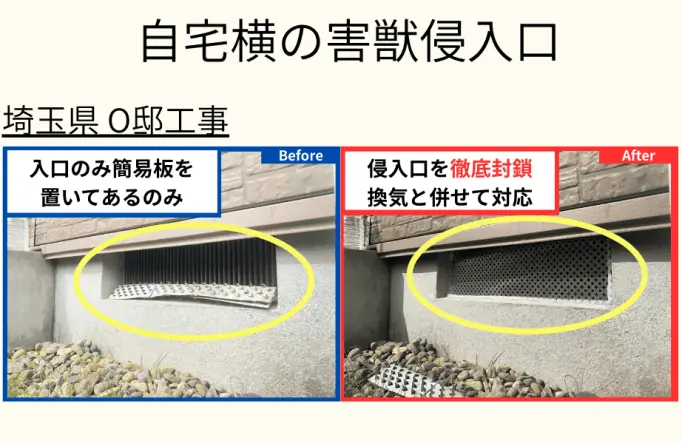 自宅横の害獣侵入口
埼玉県 O邸工事
Before
入口のみ簡易板を
置いてあるのみ
After
侵入口を徹底封鎖
換気と併せて対応